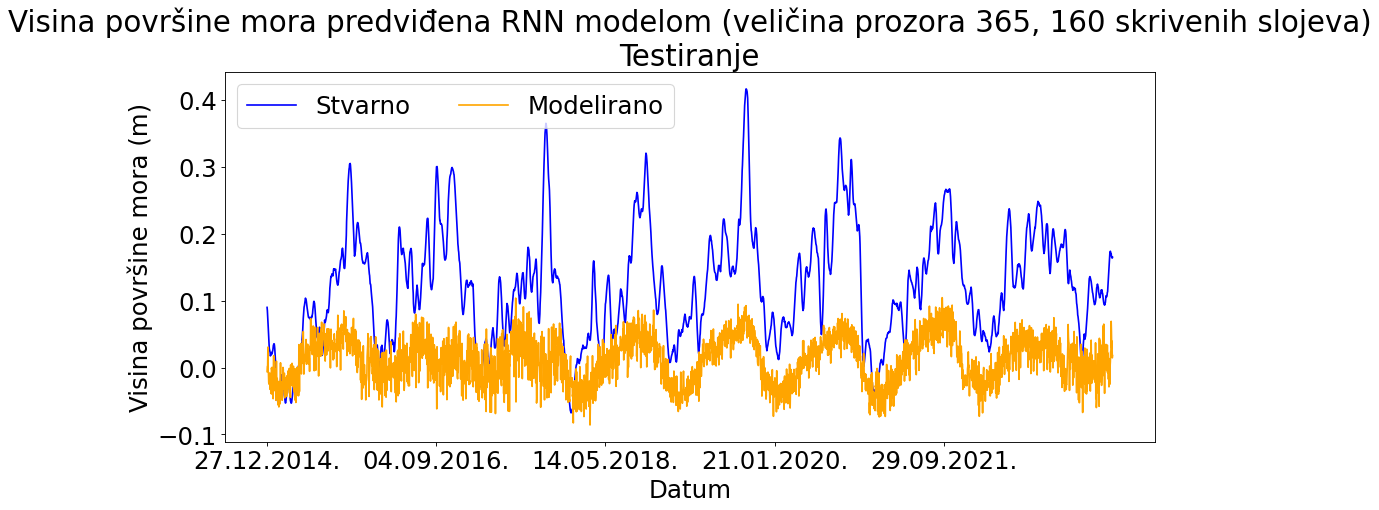 Visina površine mora predviđena RNN modelom (veličina prozora 365, 160 skrivenih slojeva)
Testiranje
Stvarno
Modelirano
Visina površine mora (m)
0.4
0.3
0.2
0.1
0.0
−0.1
27.12.2014.
04.09.2016.
14.05.2018.
21.01.2020.
29.09.2021.
Datum